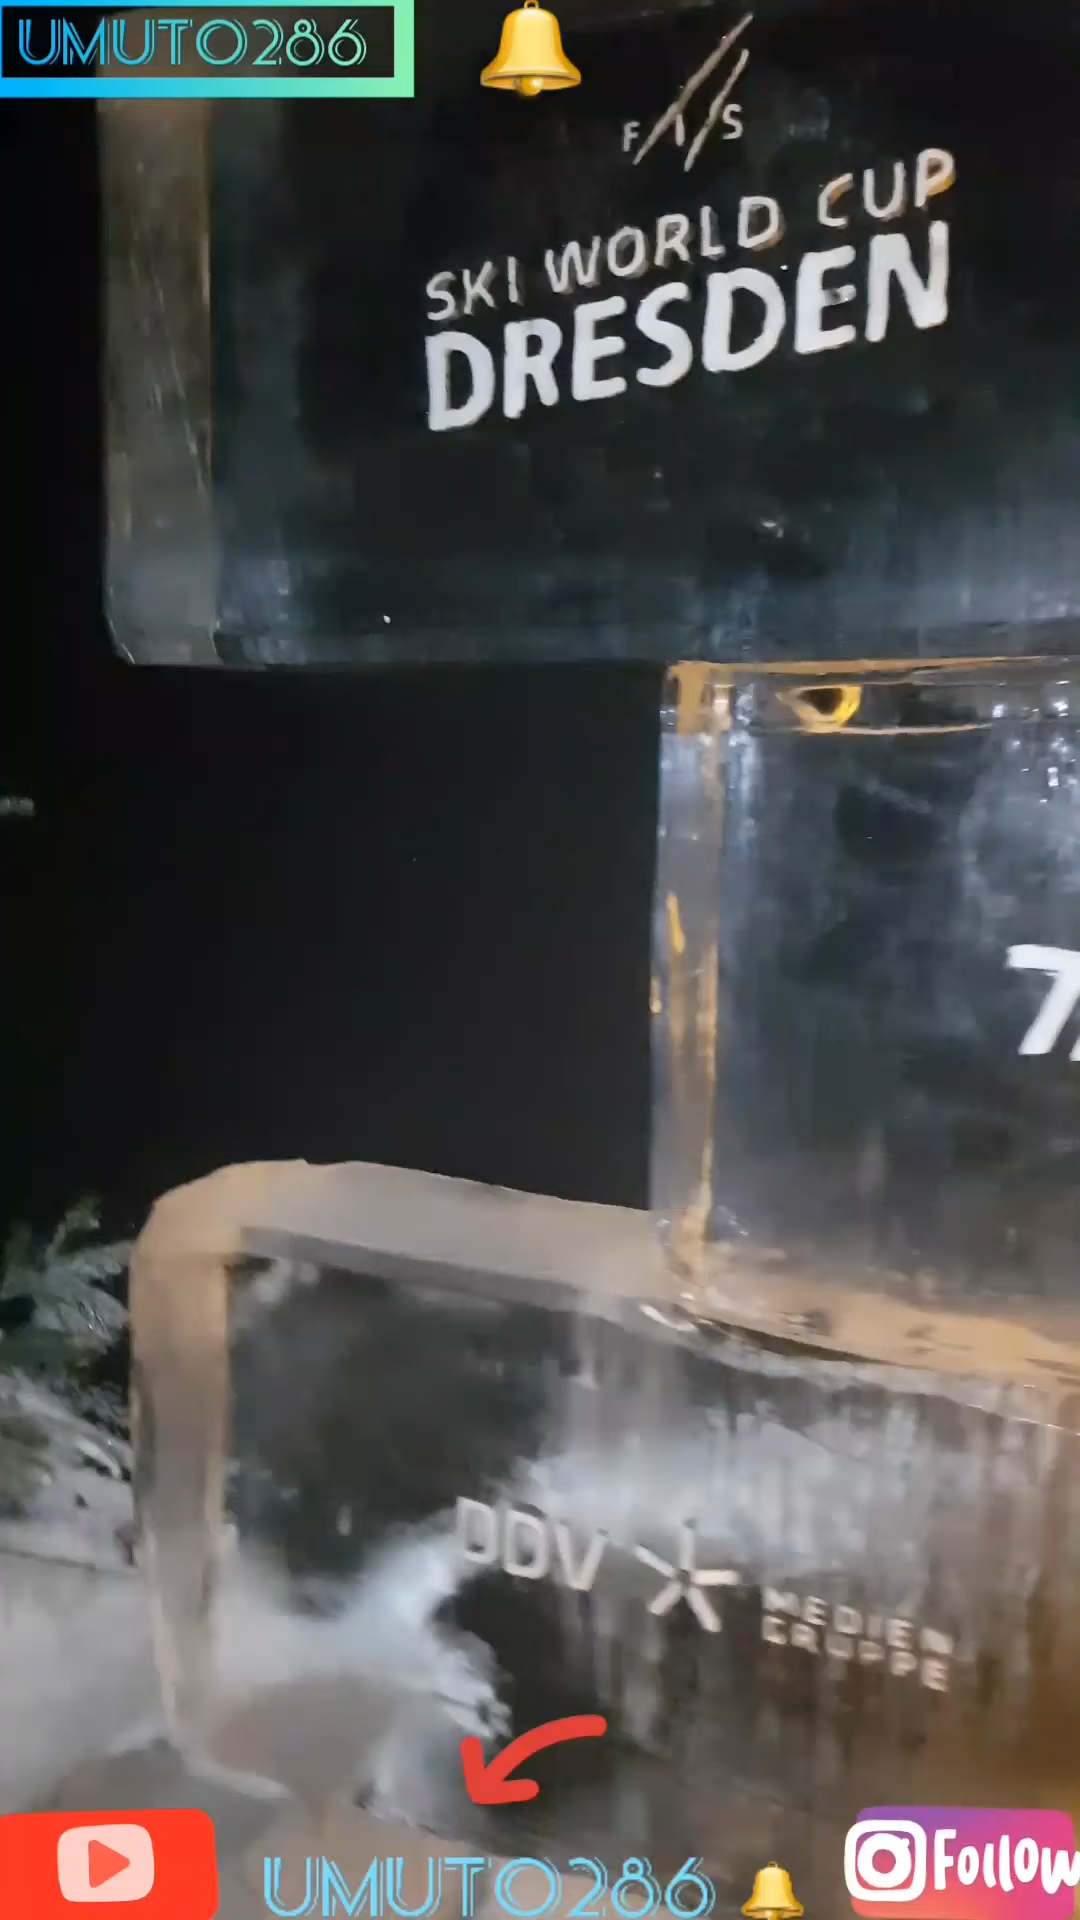 UMUTO286
FIS
SKI WORLD CUP
DRESDEN
DDV
MEDIEN
GRUPPE
UMUTO286
Follow